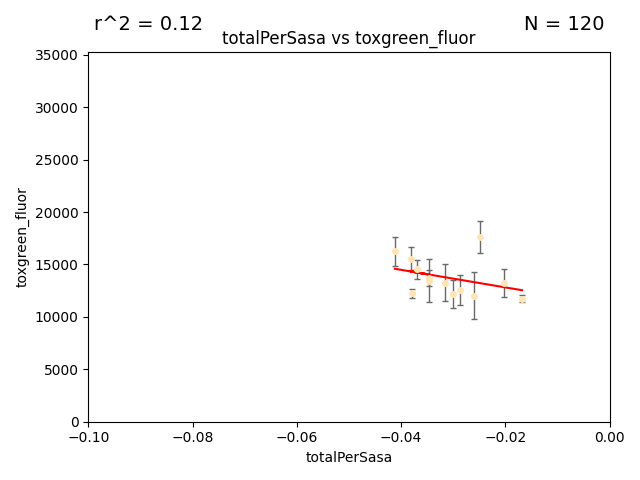 r^2 = 0.12
N = 120
totalPerSasa vs toxgreen_fluor
35000
30000
25000
20000
15000
10000
5000
0
toxgreen_fluor
−0.10
−0.08
−0.06
−0.04
−0.02
0.00
totalPerSasa